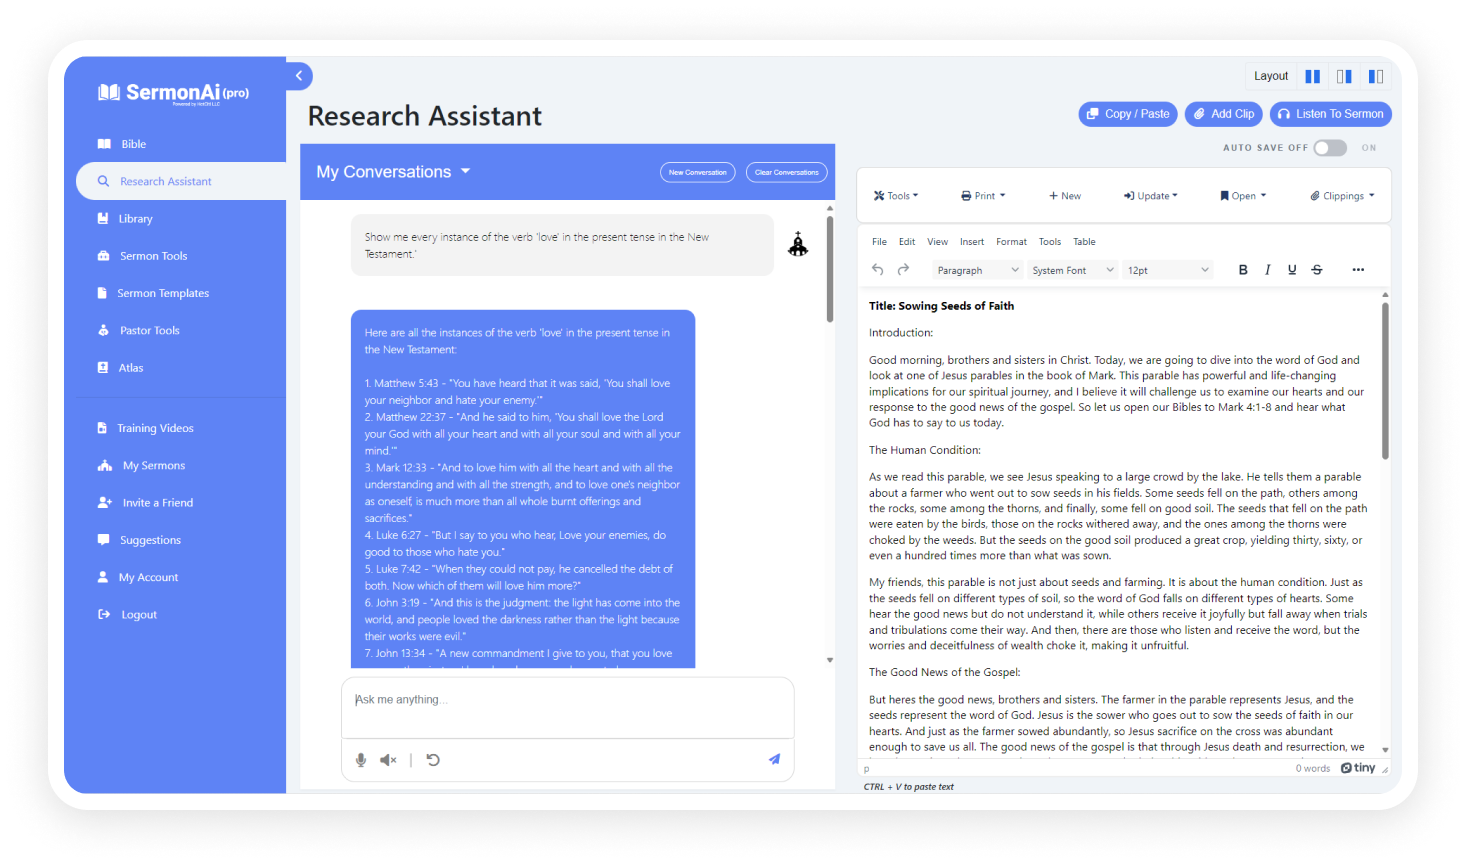 SermonAi (pro)
Powered by HotOil LLC
Bible
Research Assistant
Library
Sermon Tools
Sermon Templates
Pastor Tools
Atlas
Training Videos
My Sermons
Invite a Friend
Suggestions
My Account
Logout
Layout
Research Assistant
Copy / Paste
Add Clip
Listen To Sermon
AUTO SAVE OFF
ON
My Conversations
New Conversation
Clear Conversations
Show me every instance of the verb 'love' in the present tense in the New
Testament.'
Here are all the instances of the verb 'love' in the present tense in
the New Testament:
1. Matthew 5:43 - "You have heard that it was said, 'You shall love
your neighbor and hate your enemy.'"
2. Matthew 22:37 - "And he said to him, 'You shall love the Lord
your God with all your heart and with all your soul and with all your
mind.'"
3. Mark 12:33 - "And to love him with all the heart and with all the
understanding and with all the strength, and to love one's neighbor
as oneself, is much more than all whole burnt offerings and
sacrifices."
4. Luke 6:27 - "But I say to you who hear, Love your enemies, do
good to those who hate you."
5. Luke 7:42 - "When they could not pay, he cancelled the debt of
both. Now which of them will love him more?"
6. John 3:19 - "And this is the judgment: the light has come into the
world, and people loved the darkness rather than the light because
their works were evil."
7. John 13:34 - "A new commandment I give to you, that you love
Ask me anything...
Tools
Print
New
Update
Open
Clippings
File Edit View Insert Format Tools Table
Paragraph
System Font
12pt
B I U S
Title: Sowing Seeds of Faith
Introduction:
Good morning, brothers and sisters in Christ. Today, we are going to dive into the word of God and
look at one of Jesus parables in the book of Mark. This parable has powerful and life-changing
implications for our spiritual journey, and I believe it will challenge us to examine our hearts and our
response to the good news of the gospel. So let us open our Bibles to Mark 4:1-8 and hear what
God has to say to us today.
The Human Condition:
As we read this parable, we see Jesus speaking to a large crowd by the lake. He tells them a parable
about a farmer who went out to sow seeds in his fields. Some seeds fell on the path, others among
the rocks, some among the thorns, and finally, some fell on good soil. The seeds that fell on the path
were eaten by the birds, those on the rocks withered away, and the ones among the thorns were
choked by the weeds. But the seeds on the good soil produced a great crop, yielding thirty, sixty, or
even a hundred times more than what was sown.
My friends, this parable is not just about seeds and farming. It is about the human condition. Just as
the seeds fell on different types of soil, so the word of God falls on different types of hearts. Some
hear the good news but do not understand it, while others receive it joyfully but fall away when trials
and tribulations come their way. And then, there are those who listen and receive the word, but the
worries and deceitfulness of wealth choke it, making it unfruitful.
The Good News of the Gospel:
But heres the good news, brothers and sisters. The farmer in the parable represents Jesus, and the
seeds represent the word of God. Jesus is the sower who goes out to sow the seeds of faith in our
hearts. And just as the farmer sowed abundantly, so Jesus sacrifice on the cross was abundant
enough to save us all. The good news of the gospel is that through Jesus death and resurrection, we
p
0 words
tiny
CTRL + V to paste text